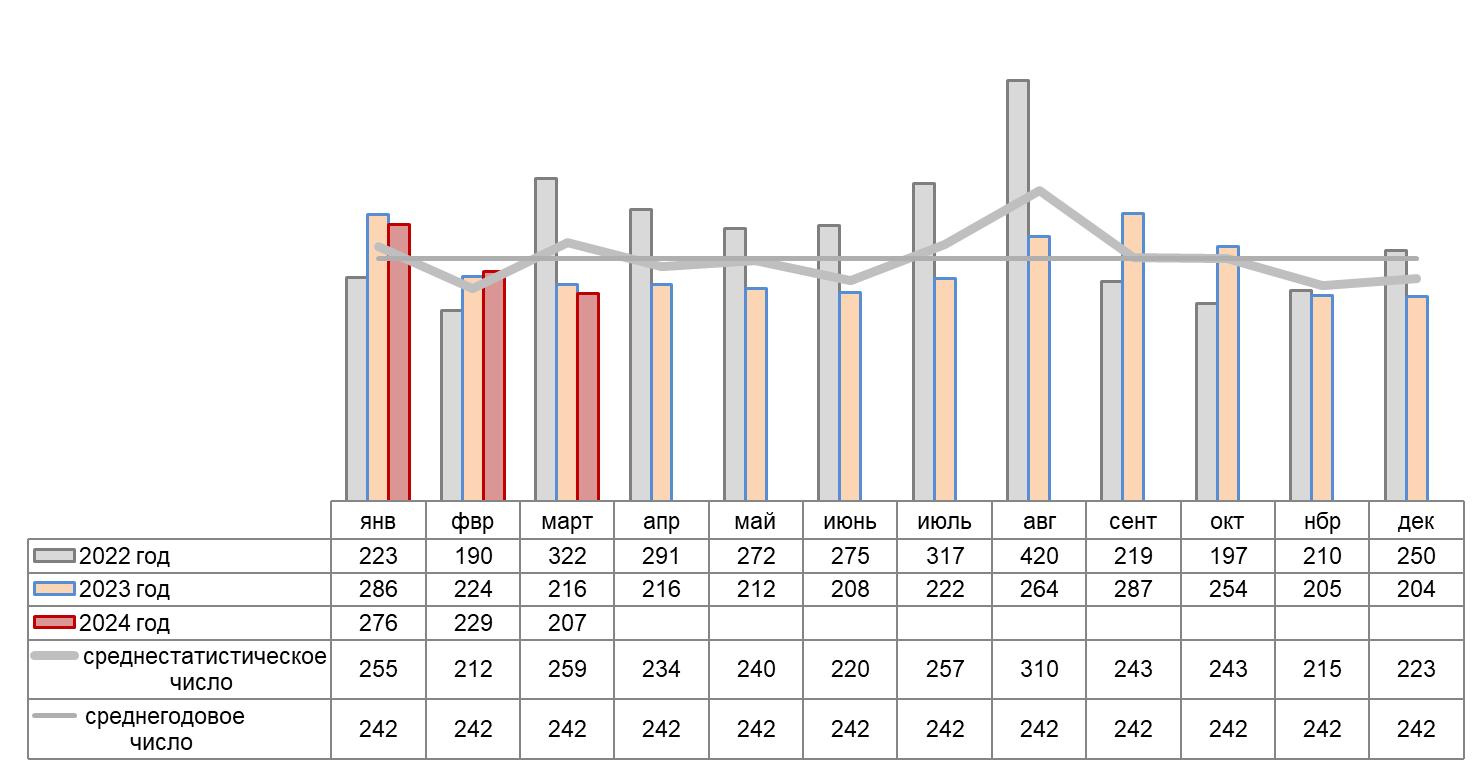 янв фвр март апр май июнь июль авг сент окт нбр дек
2022 год 223 190 322 291 272 275 317 420 219 197 210 250
2023 год 286 224 216 216 212 208 222 264 287 254 205 204
2024 год 276 229 207
среднестатистическое
число 255 212 259 234 240 220 257 310 243 243 215 223
среднегодовое
число 242 242 242 242 242 242 242 242 242 242 242 242